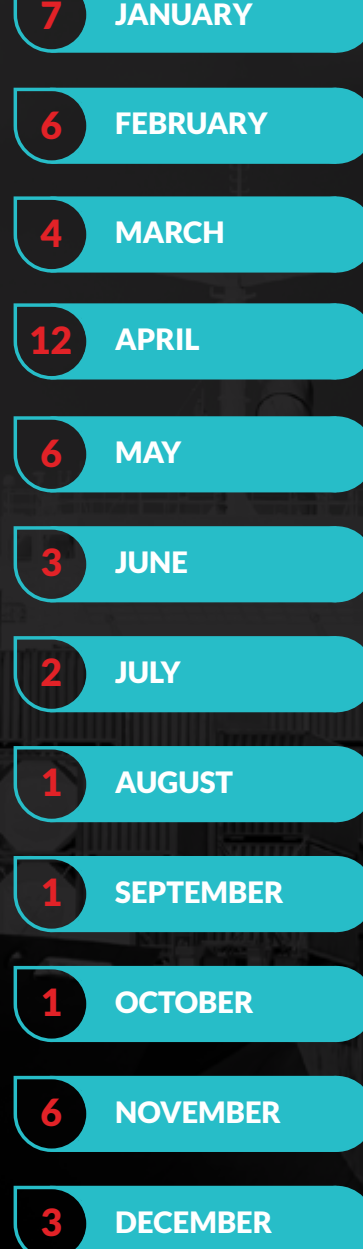 7 JANUARY
6 FEBRUARY
4 MARCH
12 APRIL
6 MAY
3 JUNE
2 JULY
1 AUGUST
1 SEPTEMBER
1 OCTOBER
6 NOVEMBER
3 DECEMBER